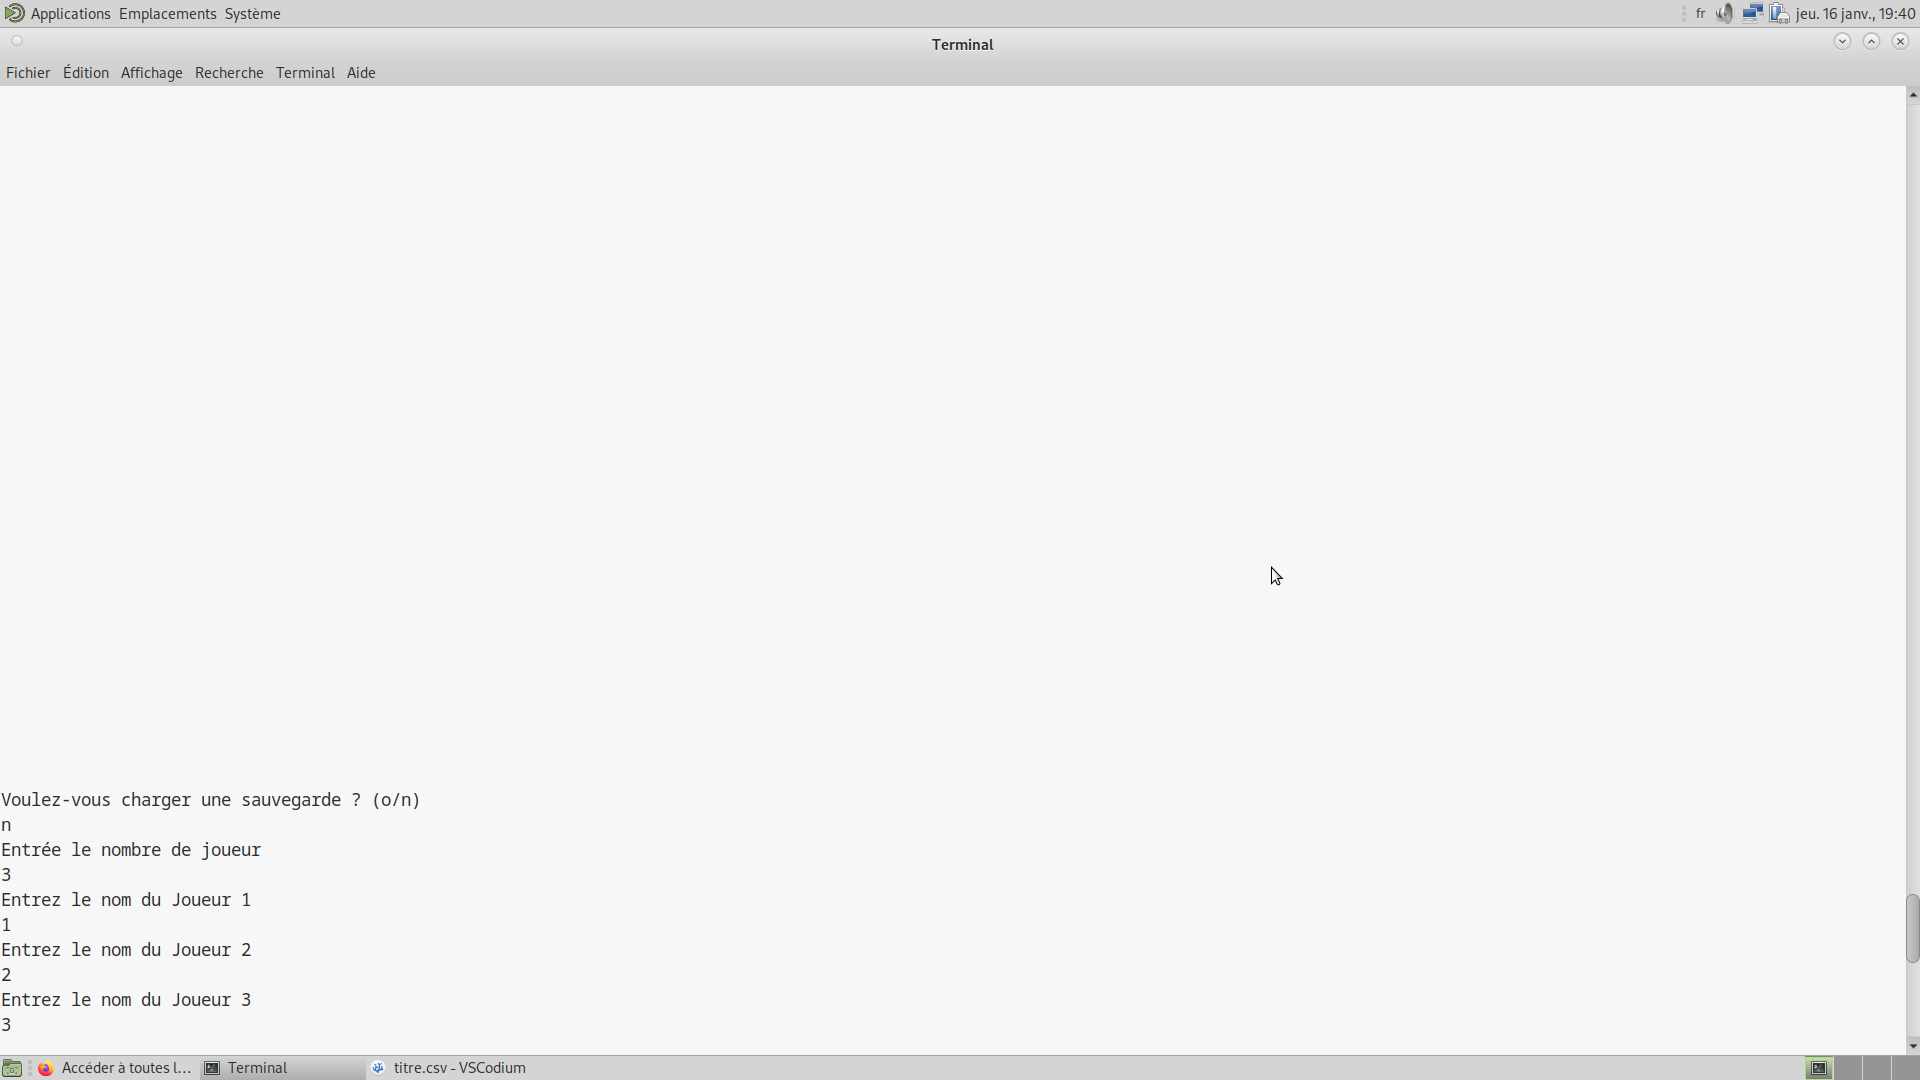 Applications Emplacements Système
fr jeu. 16 janv., 19:40
Terminal
Fichier Édition Affichage Recherche Terminal Aide
Voulez-vous charger une sauvegarde ? (o/n)
n
Entrée le nombre de joueur
3
Entrez le nom du Joueur 1
1
Entrez le nom du Joueur 2
2
Entrez le nom du Joueur 3
3
Accéder à toutes l... Terminal titre.csv - VSCodium